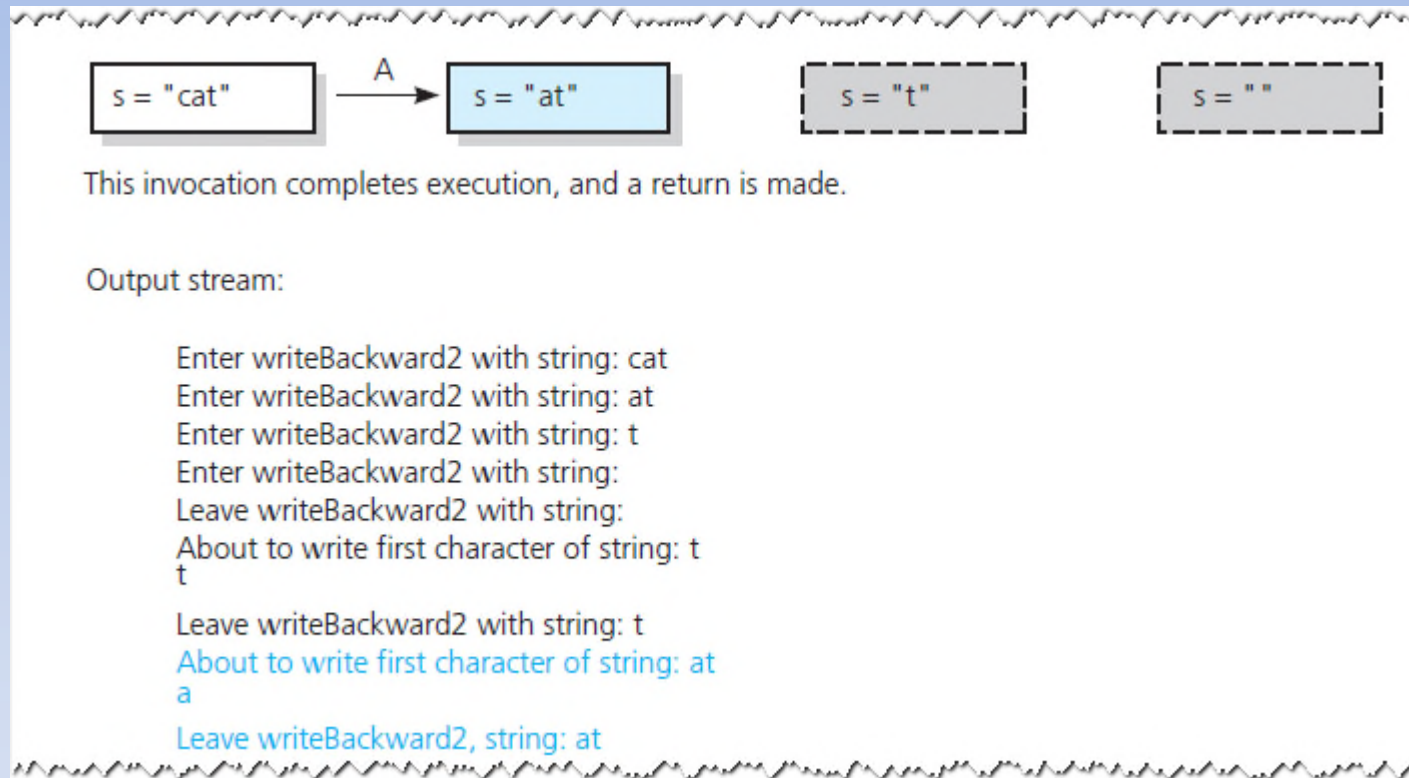 s = "cat" A s = "at" s = "t" s = " "
This invocation completes execution, and a return is made.
Output stream:
Enter writeBackward2 with string: cat
Enter writeBackward2 with string: at
Enter writeBackward2 with string: t
Enter writeBackward2 with string:
Leave writeBackward2 with string:
About to write first character of string: t
t
Leave writeBackward2 with string: t
About to write first character of string: at
a
Leave writeBackward2, string: at